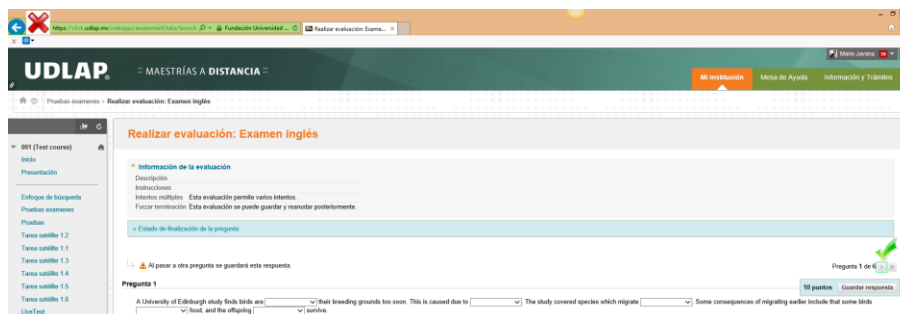 Fundación Universidad ...
Realizar evaluación: Exame...
Mario Javana
UDLAP®
:: MAESTRÍAS A DISTANCIA ::
Mi institución Mesa de Ayuda Información y Trámites
Pruebas examenes > Realizar evaluación: Examen inglés
001 (Test course)
Inicio
Presentación
Enfoque de búsqueda
Pruebas examenes
Pruebas
Tarea satélite 1.2
Tarea satélite 1.1
Tarea satélite 1.3
Tarea satélite 1.4
Tarea satélite 1.5
Tarea satélite 1.6
LiveText
Realizar evaluación: Examen inglés
* Información de la evaluación
Descripción
Instrucciones
Intentos múltiples Esta evaluación permite varios intentos.
Forzar terminación Esta evaluación se puede guardar y reanudar posteriormente.
Estado de finalización de la pregunta:
Al pasar a otra pregunta se guardará esta respuesta.
Pregunta 1 de 6 > >>
Pregunta 1
10 puntos Guardar respuesta
A University of Edinburgh study finds birds are their breeding grounds too soon. This is caused due to . The study covered species which migrate . Some consequences of migrating earlier include that some birds
food, and the offspring survive.